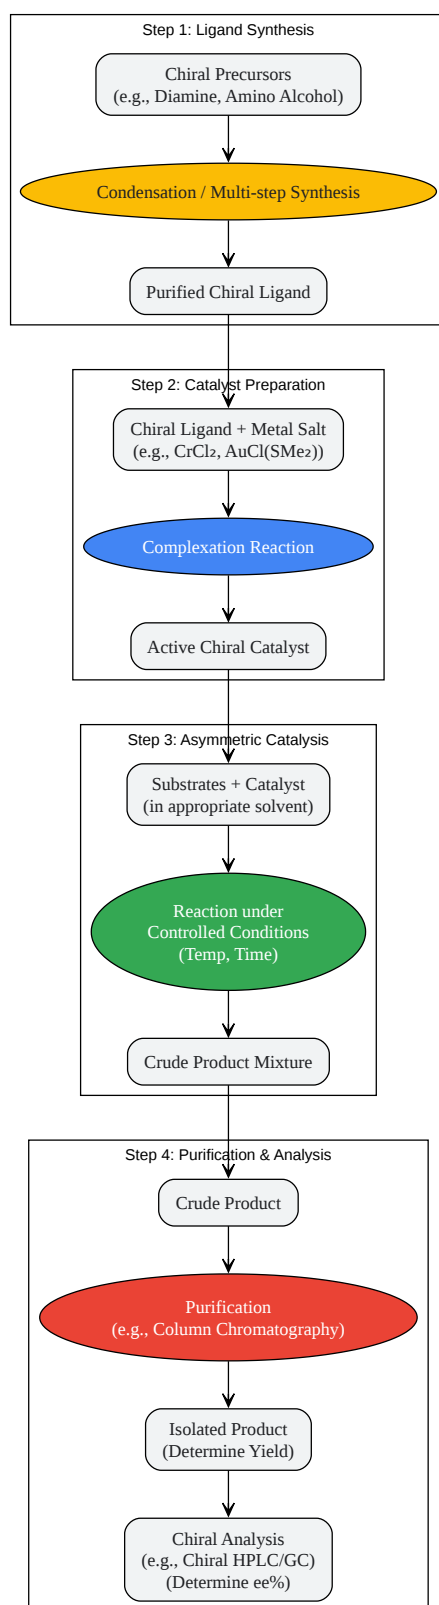 Step 1: Ligand Synthesis
Chiral Precursors
(e.g., Diamine, Amino Alcohol)
Condensation / Multi-step Synthesis
Purified Chiral Ligand
Step 2: Catalyst Preparation
Chiral Ligand + Metal Salt
(e.g., CrCl₂, AuCl(SMe₂))
Complexation Reaction
Active Chiral Catalyst
Step 3: Asymmetric Catalysis
Substrates + Catalyst
(in appropriate solvent)
Reaction under
Controlled Conditions
(Temp, Time)
Crude Product Mixture
Step 4: Purification & Analysis
Crude Product
Purification
(e.g., Column Chromatography)
Isolated Product
(Determine Yield)
Chiral Analysis
(e.g., Chiral HPLC/GC)
(Determine ee%)